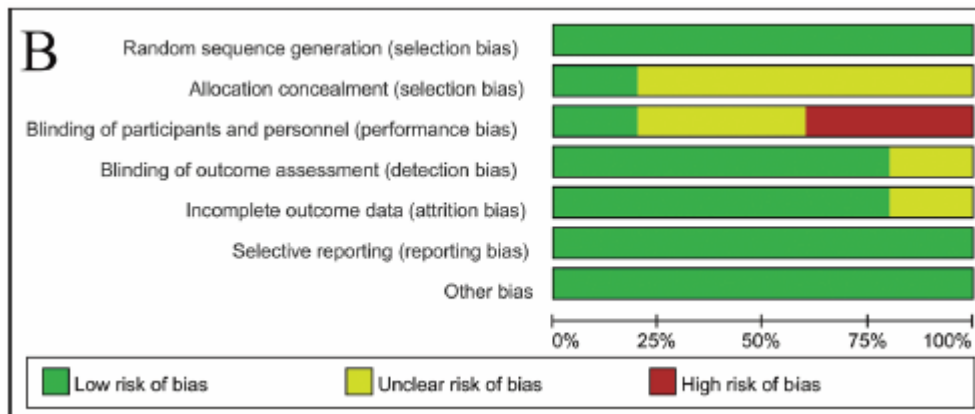 B
Random sequence generation (selection bias)
Allocation concealment (selection bias)
Blinding of participants and personnel (performance bias)
Blinding of outcome assessment (detection bias)
Incomplete outcome data (attrition bias)
Selective reporting (reporting bias)
Other bias
0% 25% 50% 75% 100%
Low risk of bias Unclear risk of bias High risk of bias